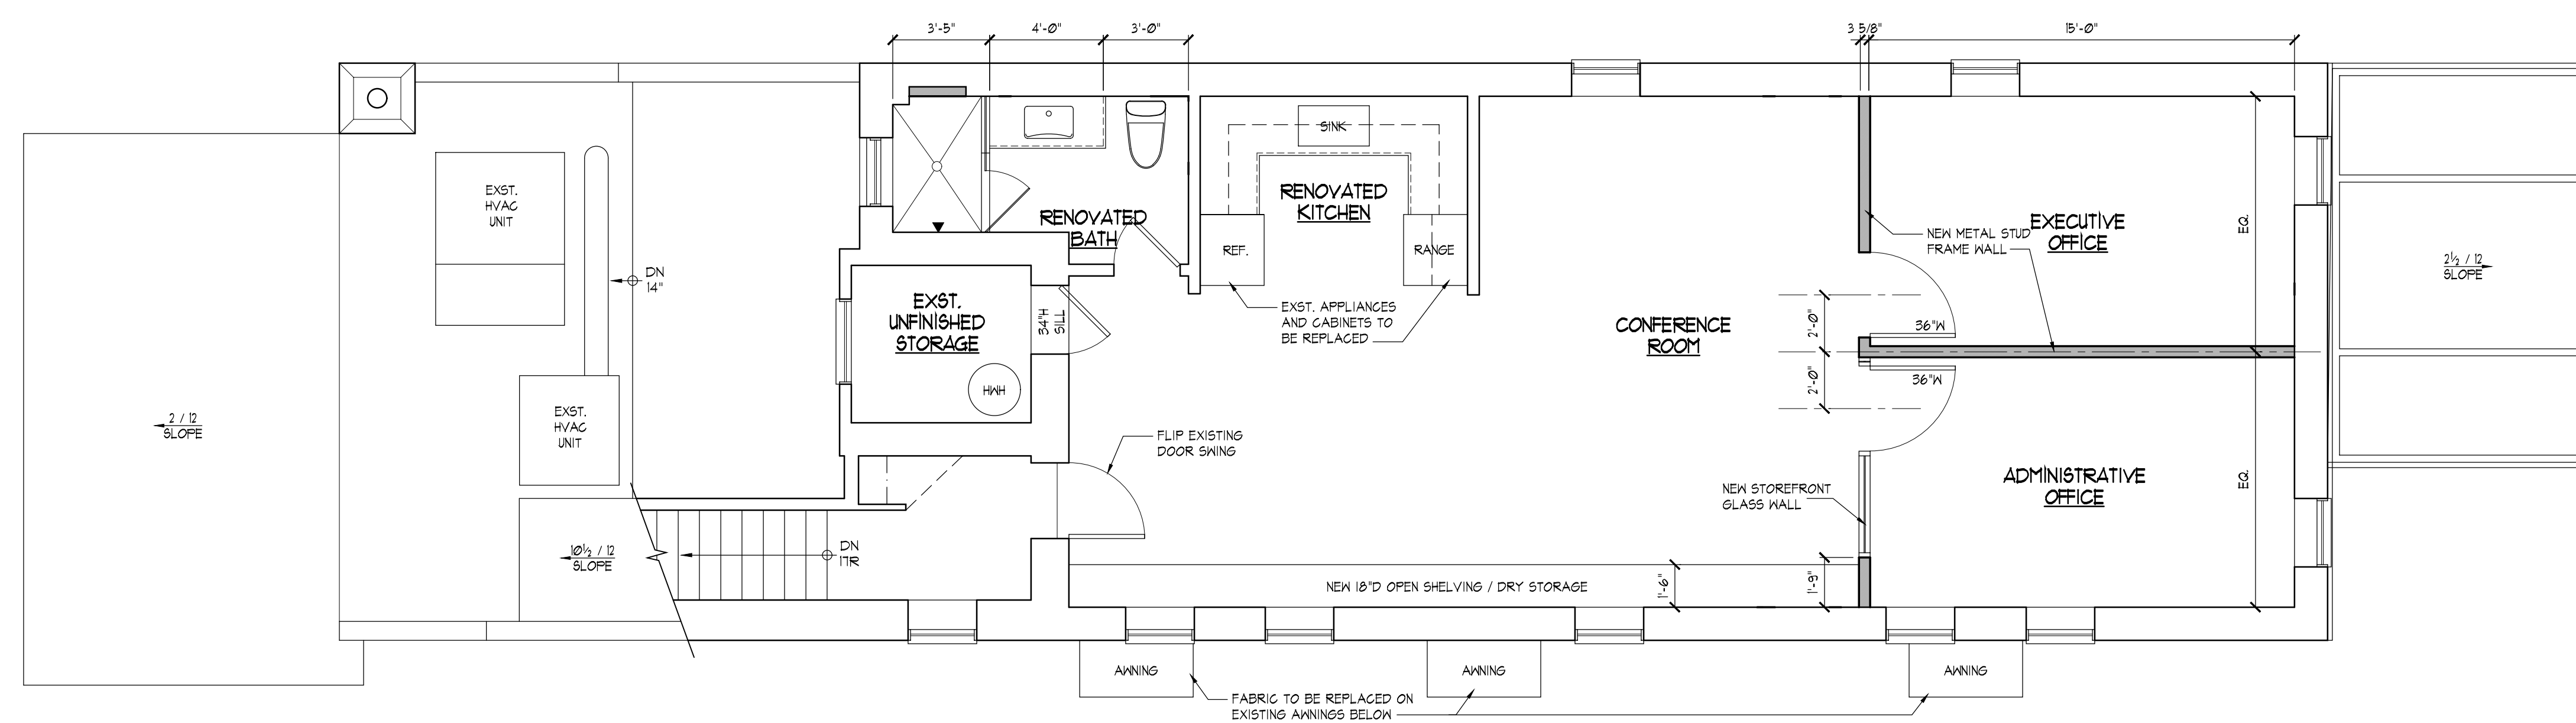 3'-5"
4'-0"
3'-0"
3 5/8"
15'-0"
EXST.
HVAC
UNIT
DN
14"
2 / 12
SLOPE
EXST.
HVAC
UNIT
10½ / 12
SLOPE
DN
17R
RENOVATED
BATH
EXST.
UNFINISHED
STORAGE
34"H
SILL
HWH
SINK
RENOVATED
KITCHEN
REF.
RANGE
EXST. APPLIANCES
AND CABINETS TO
BE REPLACED
FLIP EXISTING
DOOR SWING
CONFERENCE
ROOM
2'-0"
2'-0"
NEW METAL STUD
FRAME WALL
EXECUTIVE
OFFICE
EQ.
36"W
36"W
NEW STOREFRONT
GLASS WALL
ADMINISTRATIVE
OFFICE
EQ.
2½ / 12
SLOPE
NEW 18"D OPEN SHELVING / DRY STORAGE
1'-6"
1'-9"
AWNING
AWNING
AWNING
FABRIC TO BE REPLACED ON
EXISTING AWNINGS BELOW